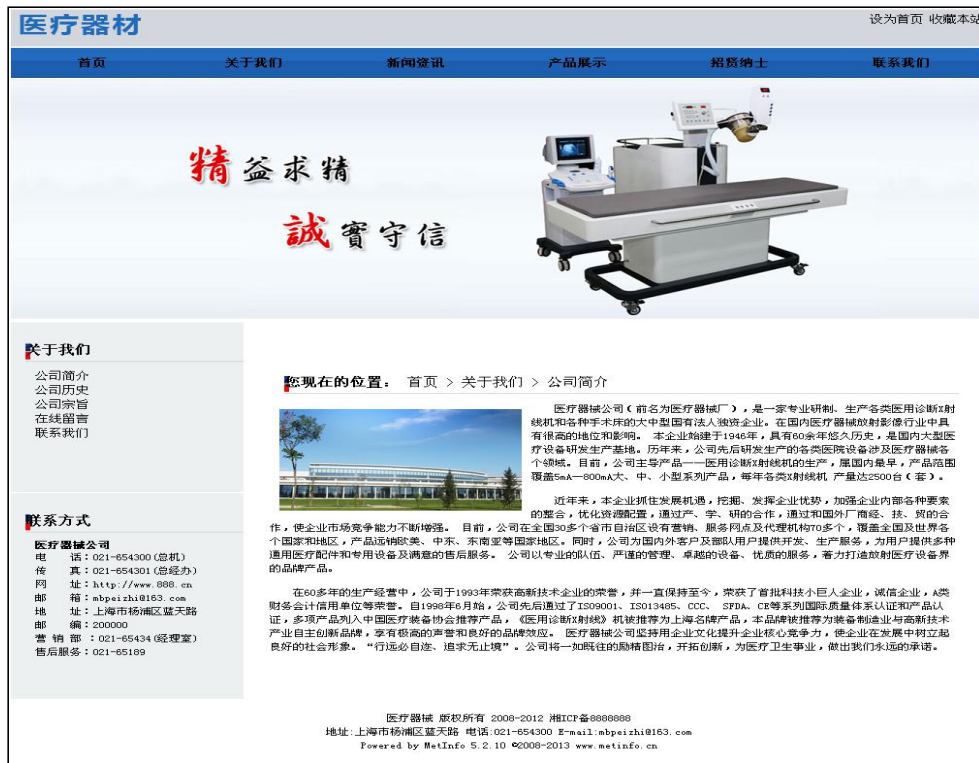 医疗器材
设为首页 收藏本站
首页 关于我们 新闻资讯 产品展示 招贤纳士 联系我们
精益求精
誠實守信
关于我们
公司简介
公司历史
公司宗旨
在线留言
联系我们
您现在的位置： 首页 > 关于我们 > 公司简介
医疗器械公司（前名为医疗器械厂），是一家专业研制、生产各类医用诊断X射
线机和各种手术床的大中型国有法人独资企业。在国内医疗器械放射影像行业中具
有很高的地位和影响。 本企业始建于1946年，具有60余年悠久历史，是国内大型医
疗设备研发生产基地。历年来，公司先后研发生产的各类医院设备涉及医疗器械各
个领域。目前，公司主导产品——医用诊断X射线机的生产，属国内最早，产品范围
覆盖5mA—800mA大、中、小型系列产品，每年各类X射线机 产量达2500台（套）。
近年来，本企业抓住发展机遇，挖掘、发挥企业优势，加强企业内部各种要素
的整合，优化资源配置，通过产、学、研的合作，通过和国外厂商经、技、贸的合
作，使企业市场竞争能力不断增强。 目前，公司在全国30多个省市自治区设有营销、服务网点及代理机构70多个，覆盖全国及世界各
个国家和地区，产品远销欧美、中东、东南亚等国家地区。同时，公司为国内外客户及部队用户提供开发、生产服务，为用户提供多种
通用医疗配件和专用设备及满意的售后服务。 公司以专业的队伍、严谨的管理、卓越的设备、优质的服务，着力打造放射医疗设备界
的品牌产品。
在60多年的生产经营中，公司于1993年荣获高新技术企业的荣誉，并一直保持至今，荣获了首批科技小巨人企业，诚信企业，A类
财务会计信用单位等荣誉。自1998年6月始，公司先后通过了ISO9001、ISO13485、CCC、 SFDA、CE等系列国际质量体系认证和产品认
证，多项产品列入中国医疗装备协会推荐产品，《医用诊断X射线》机被推荐为上海名牌产品，本品牌被推荐为装备制造业与高新技术
产业自主创新品牌，享有极高的声誉和良好的品牌效应。 医疗器械公司坚持用企业文化提升企业核心竞争力，使企业在发展中树立起
良好的社会形象。“行远必自迩、追求无止境”。公司将一如既往的励精图治，开拓创新，为医疗卫生事业，做出我们永远的承诺。
联系方式
医疗器械公司
电 话：021-654300(总机)
传 真：021-654301(总经办)
网 址：http://www.888.cn
邮 箱：mbpeizhi@163.com
地 址：上海市杨浦区蓝天路
邮 编：200000
营 销 部 ：021-65434(经理室)
售后服务：021-65189
医疗器械 版权所有 2008-2012 湘ICP备8888888
地址:上海市杨浦区蓝天路 电话:021-654300 E-mail:mbpeizhi@163.com
Powered by MetInfo 5.2.10 ©2008-2013 www.metinfo.cn